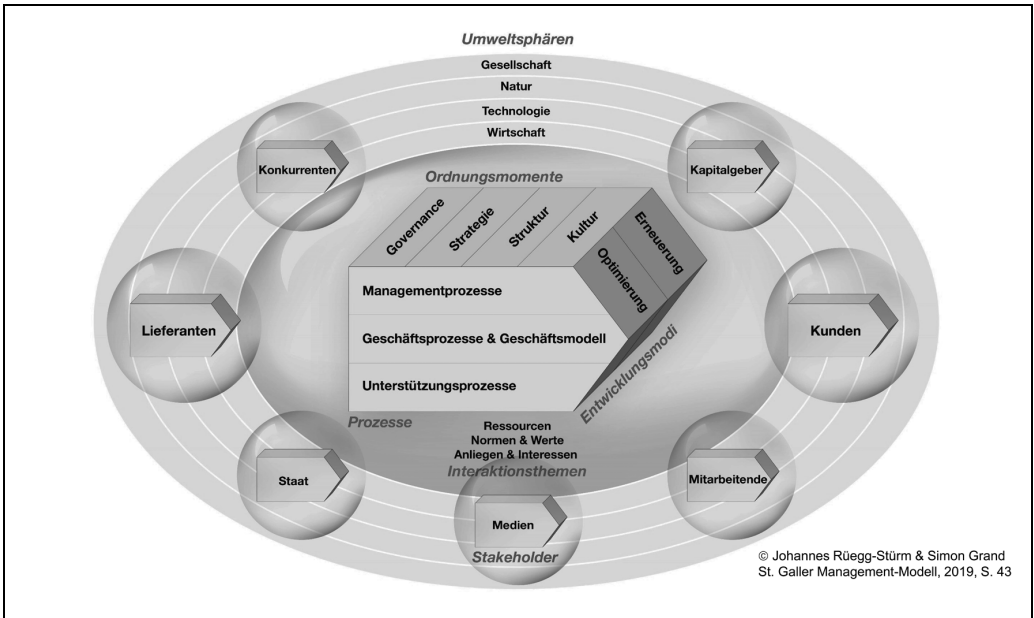 Umweltsphären
Gesellschaft
Natur
Technologie
Wirtschaft
Konkurrenten
Kapitalgeber
Ordnungsmomente
Governance
Strategie
Struktur
Kultur
Erneuerung
Optimierung
Managementprozesse
Geschäftsprozesse & Geschäftsmodell
Unterstützungsprozesse
Lieferanten
Kunden
Entwicklungsmodi
Prozesse
Ressourcen
Normen & Werte
Anliegen & Interessen
Interaktionsthemen
Staat
Mitarbeitende
Medien
Stakeholder
© Johannes Rüegg-Stürm & Simon Grand
St. Galler Management-Modell, 2019, S. 43